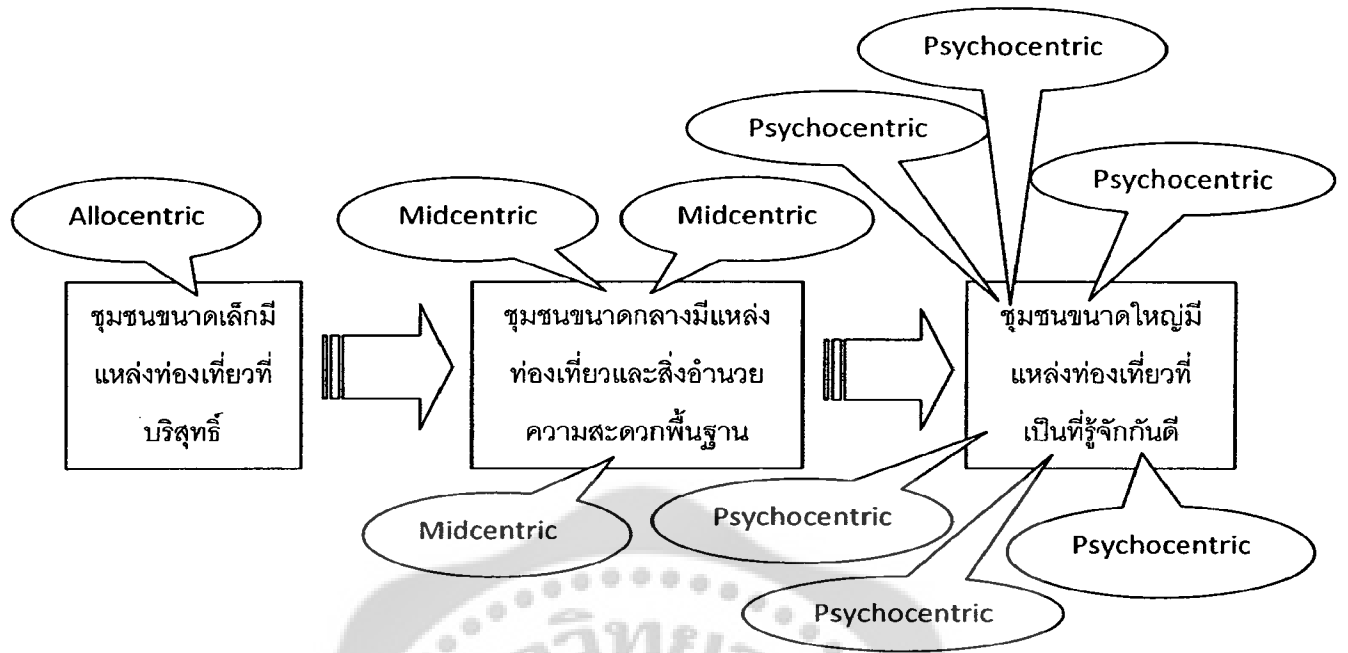 Psychocentric
Psychocentric
Psychocentric
Allocentric
Midcentric
Midcentric
ชุมชนขนาดเล็กมี
แหล่งท่องเที่ยวที่
บริสุทธิ์
ชุมชนขนาดกลางมีแหล่ง
ท่องเที่ยวและสิ่งอำนวย
ความสะดวกพื้นฐาน
ชุมชนขนาดใหญ่มี
แหล่งท่องเที่ยวที่
เป็นที่รู้จักกันดี
Midcentric
Psychocentric
Psychocentric
Psychocentric